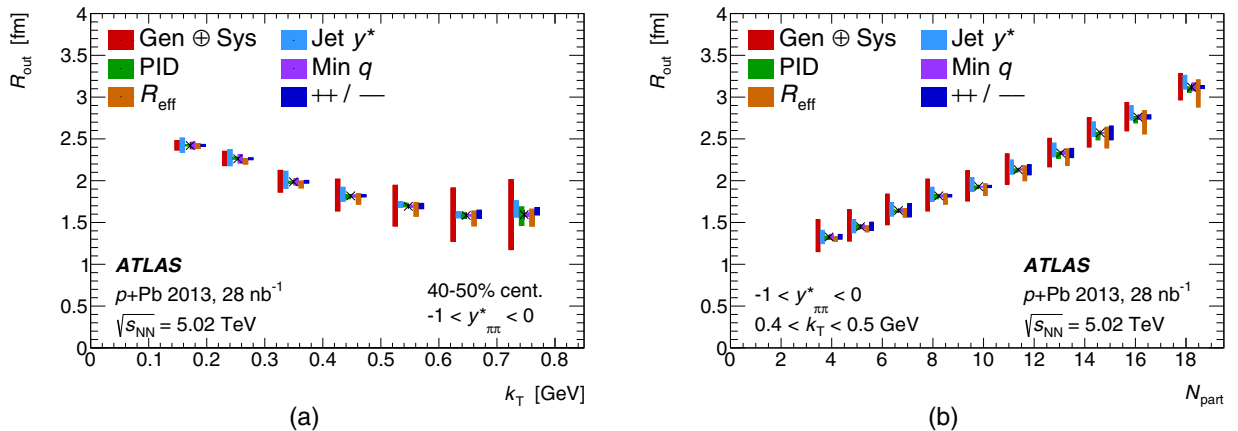 R_out [fm]
4
3.5
3
2.5
2
1.5
1
0.5
0
Gen ⊕ Sys
PID
R_eff
Jet y*
Min q
++ / −−
ATLAS
p+Pb 2013, 28 nb⁻¹
√s_NN = 5.02 TeV
40-50% cent.
-1 < y*_ππ < 0
0 0.1 0.2 0.3 0.4 0.5 0.6 0.7 0.8
k_T [GeV]
(a)
R_out [fm]
4
3.5
3
2.5
2
1.5
1
0.5
0
Gen ⊕ Sys
PID
R_eff
Jet y*
Min q
++ / −−
-1 < y*_ππ < 0
0.4 < k_T < 0.5 GeV
ATLAS
p+Pb 2013, 28 nb⁻¹
√s_NN = 5.02 TeV
0 2 4 6 8 10 12 14 16 18
N_part
(b)